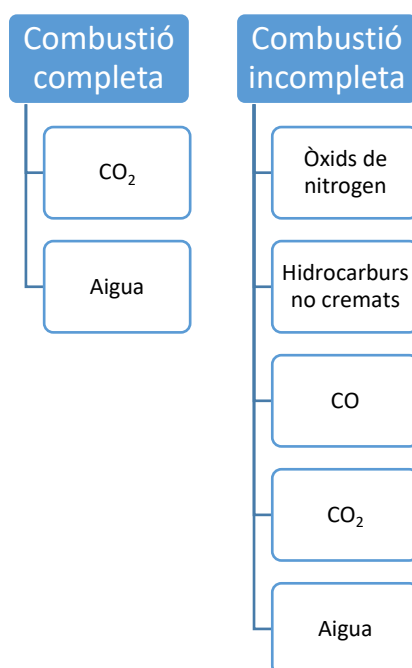 Combustió
completa
CO₂
Aigua
Combustió
incompleta
Òxids de
nitrogen
Hidrocarburs
no cremats
CO
CO₂
Aigua